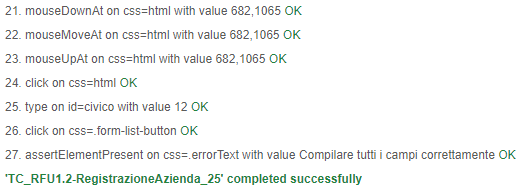 21. mouseDownAt on css=html with value 682,1065 OK
22. mouseMoveAt on css=html with value 682,1065 OK
23. mouseUpAt on css=html with value 682,1065 OK
24. click on css=html OK
25. type on id=civico with value 12 OK
26. click on css=.form-list-button OK
27. assertElementPresent on css=.errorText with value Compilare tutti i campi correttamente OK
'TC_RFU1.2-RegistrazioneAzienda_25' completed successfully